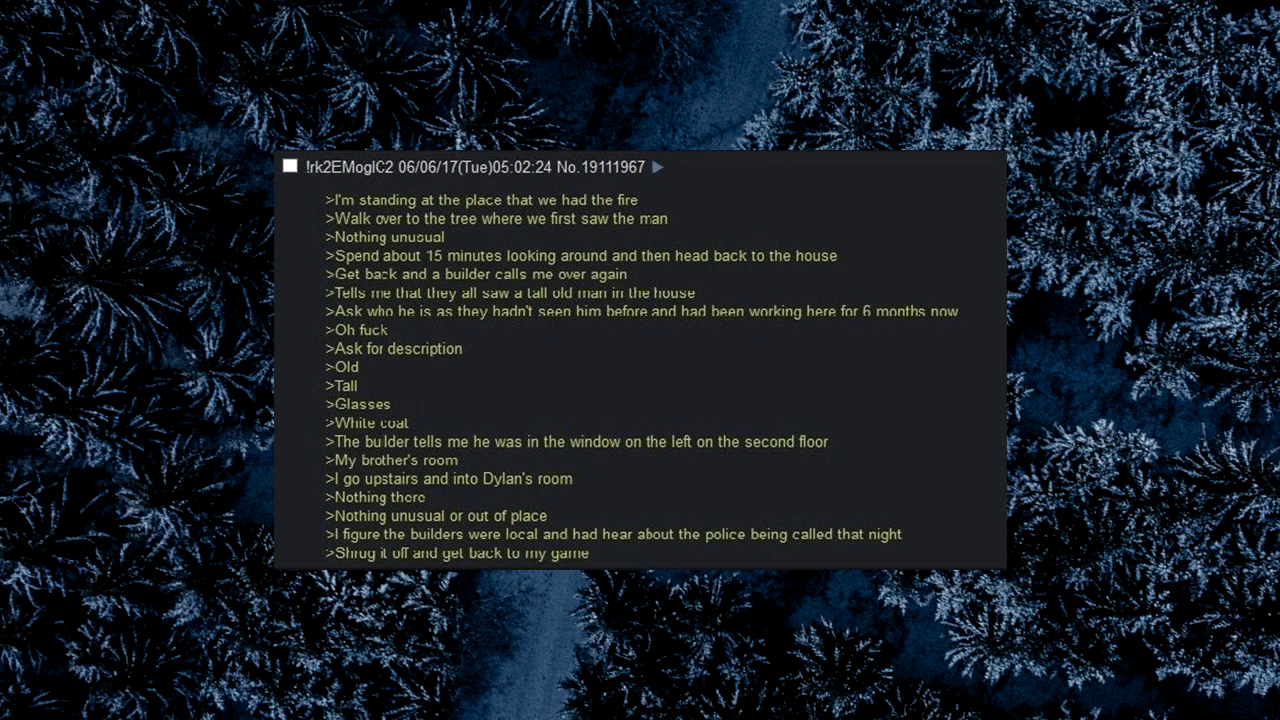 !rk2EMogIC2 06/06/17(Tue)05:02:24 No.19111967
>I'm standing at the place that we had the fire
>Walk over to the tree where we first saw the man
>Nothing unusual
>Spend about 15 minutes looking around and then head back to the house
>Get back and a builder calls me over again
>Tells me that they all saw a tall old man in the house
>Ask who he is as they hadn't seen him before and had been working here for 6 months now
>Oh fuck
>Ask for description
>Old
>Tall
>Glasses
>White coat
>The builder tells me he was in the window on the left on the second floor
>My brother's room
>I go upstairs and into Dylan's room
>Nothing there
>Nothing unusual or out of place
>I figure the builders were local and had hear about the police being called that night
>Shrug it off and get back to my game